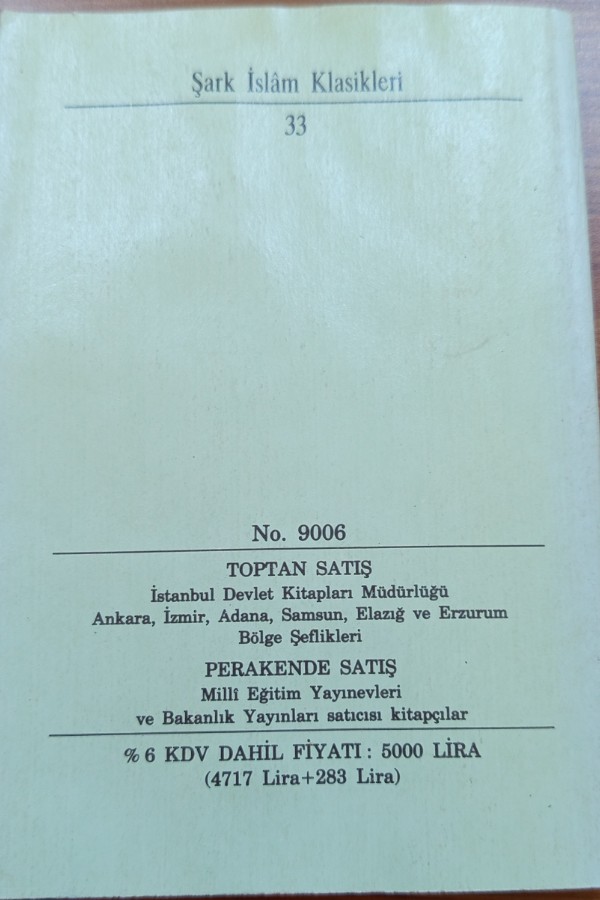 Şark İslâm Klasikleri
33
No. 9006
TOPTAN SATIŞ
İstanbul Devlet Kitapları Müdürlüğü
Ankara, İzmir, Adana, Samsun, Elazığ ve Erzurum
Bölge Şeflikleri
PERAKENDE SATIŞ
Millî Eğitim Yayınevleri
ve Bakanlık Yayınları satıcısı kitapçılar
% 6 KDV DAHİL FİYATI : 5000 LİRA
(4717 Lira+283 Lira)